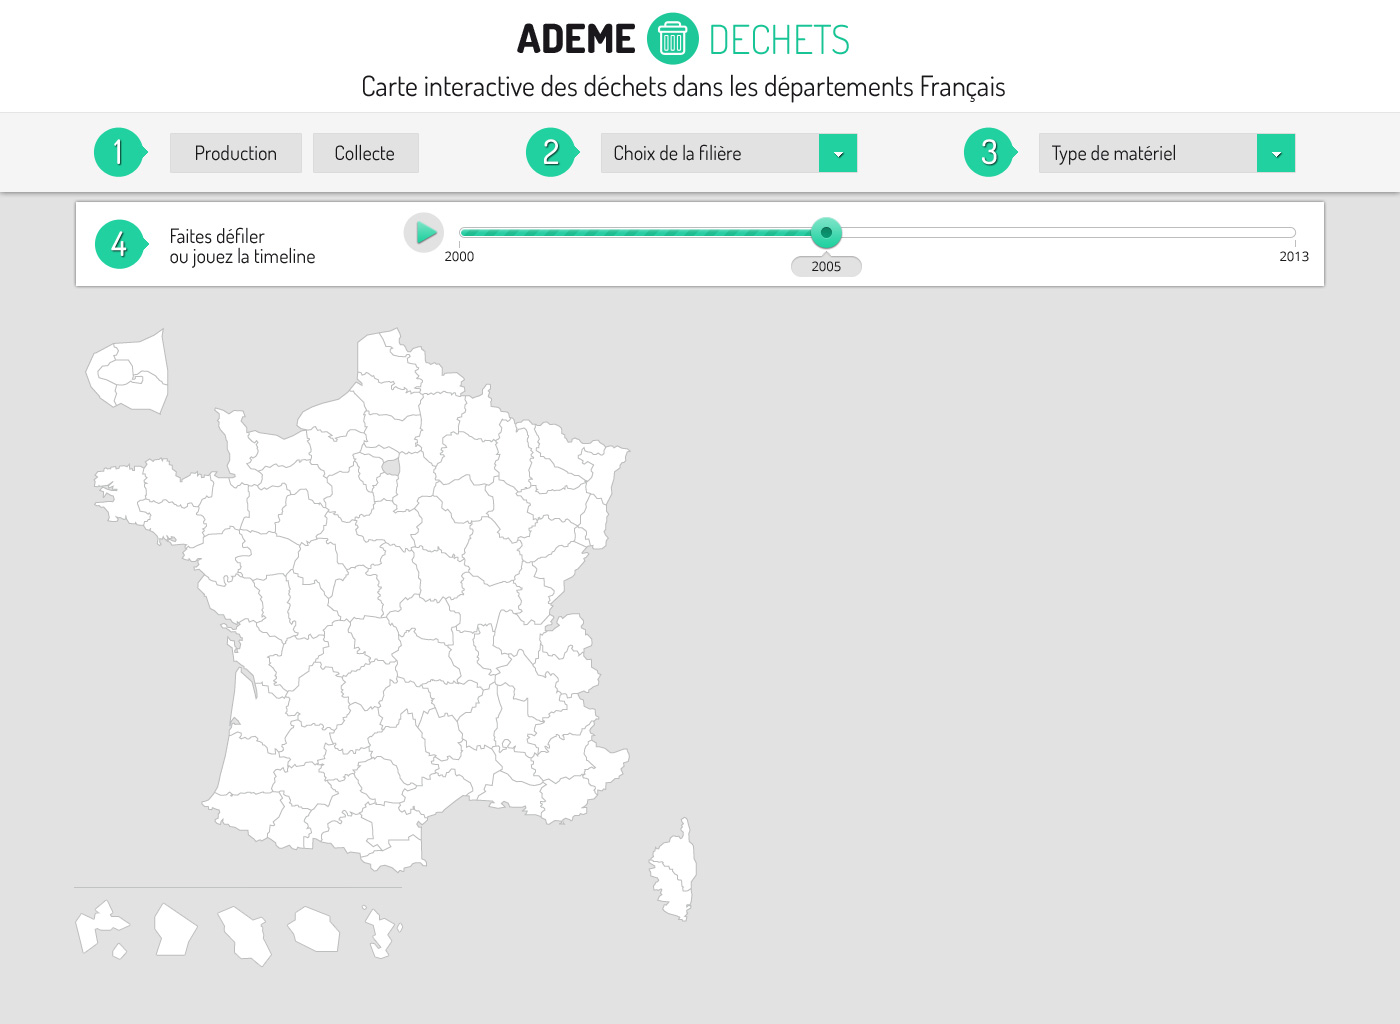 ADEME DECHETS
Carte interactive des déchets dans les départements Français
1 Production Collecte 2 Choix de la filière 3 Type de matériel
4 Faites défiler
ou jouez la timeline
2000 2005 2013